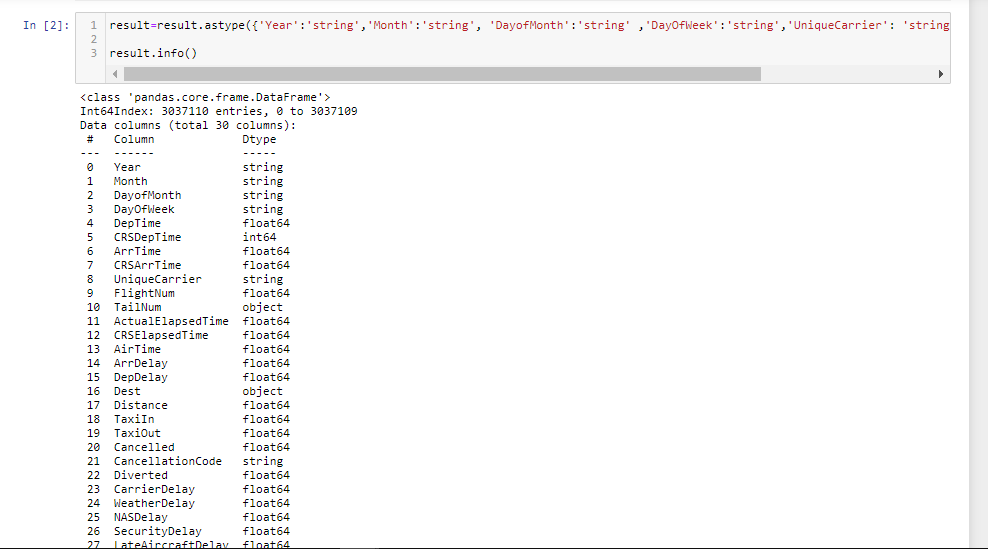 In [2]:
1 result=result.astype({'Year':'string','Month':'string', 'DayofMonth':'string' ,'DayOfWeek':'string','UniqueCarrier': 'string
2
3 result.info()
<class 'pandas.core.frame.DataFrame'>
Int64Index: 3037110 entries, 0 to 3037109
Data columns (total 30 columns):
 #   Column             Dtype
---  ------             -----
 0   Year               string
 1   Month              string
 2   DayofMonth         string
 3   DayOfWeek          string
 4   DepTime            float64
 5   CRSDepTime         int64
 6   ArrTime            float64
 7   CRSArrTime         float64
 8   UniqueCarrier      string
 9   FlightNum          float64
 10  TailNum            object
 11  ActualElapsedTime  float64
 12  CRSElapsedTime     float64
 13  AirTime            float64
 14  ArrDelay           float64
 15  DepDelay           float64
 16  Dest               object
 17  Distance           float64
 18  TaxiIn             float64
 19  TaxiOut            float64
 20  Cancelled          float64
 21  CancellationCode   string
 22  Diverted           float64
 23  CarrierDelay       float64
 24  WeatherDelay       float64
 25  NASDelay           float64
 26  SecurityDelay      float64
 27  LateAircraftDelay  float64